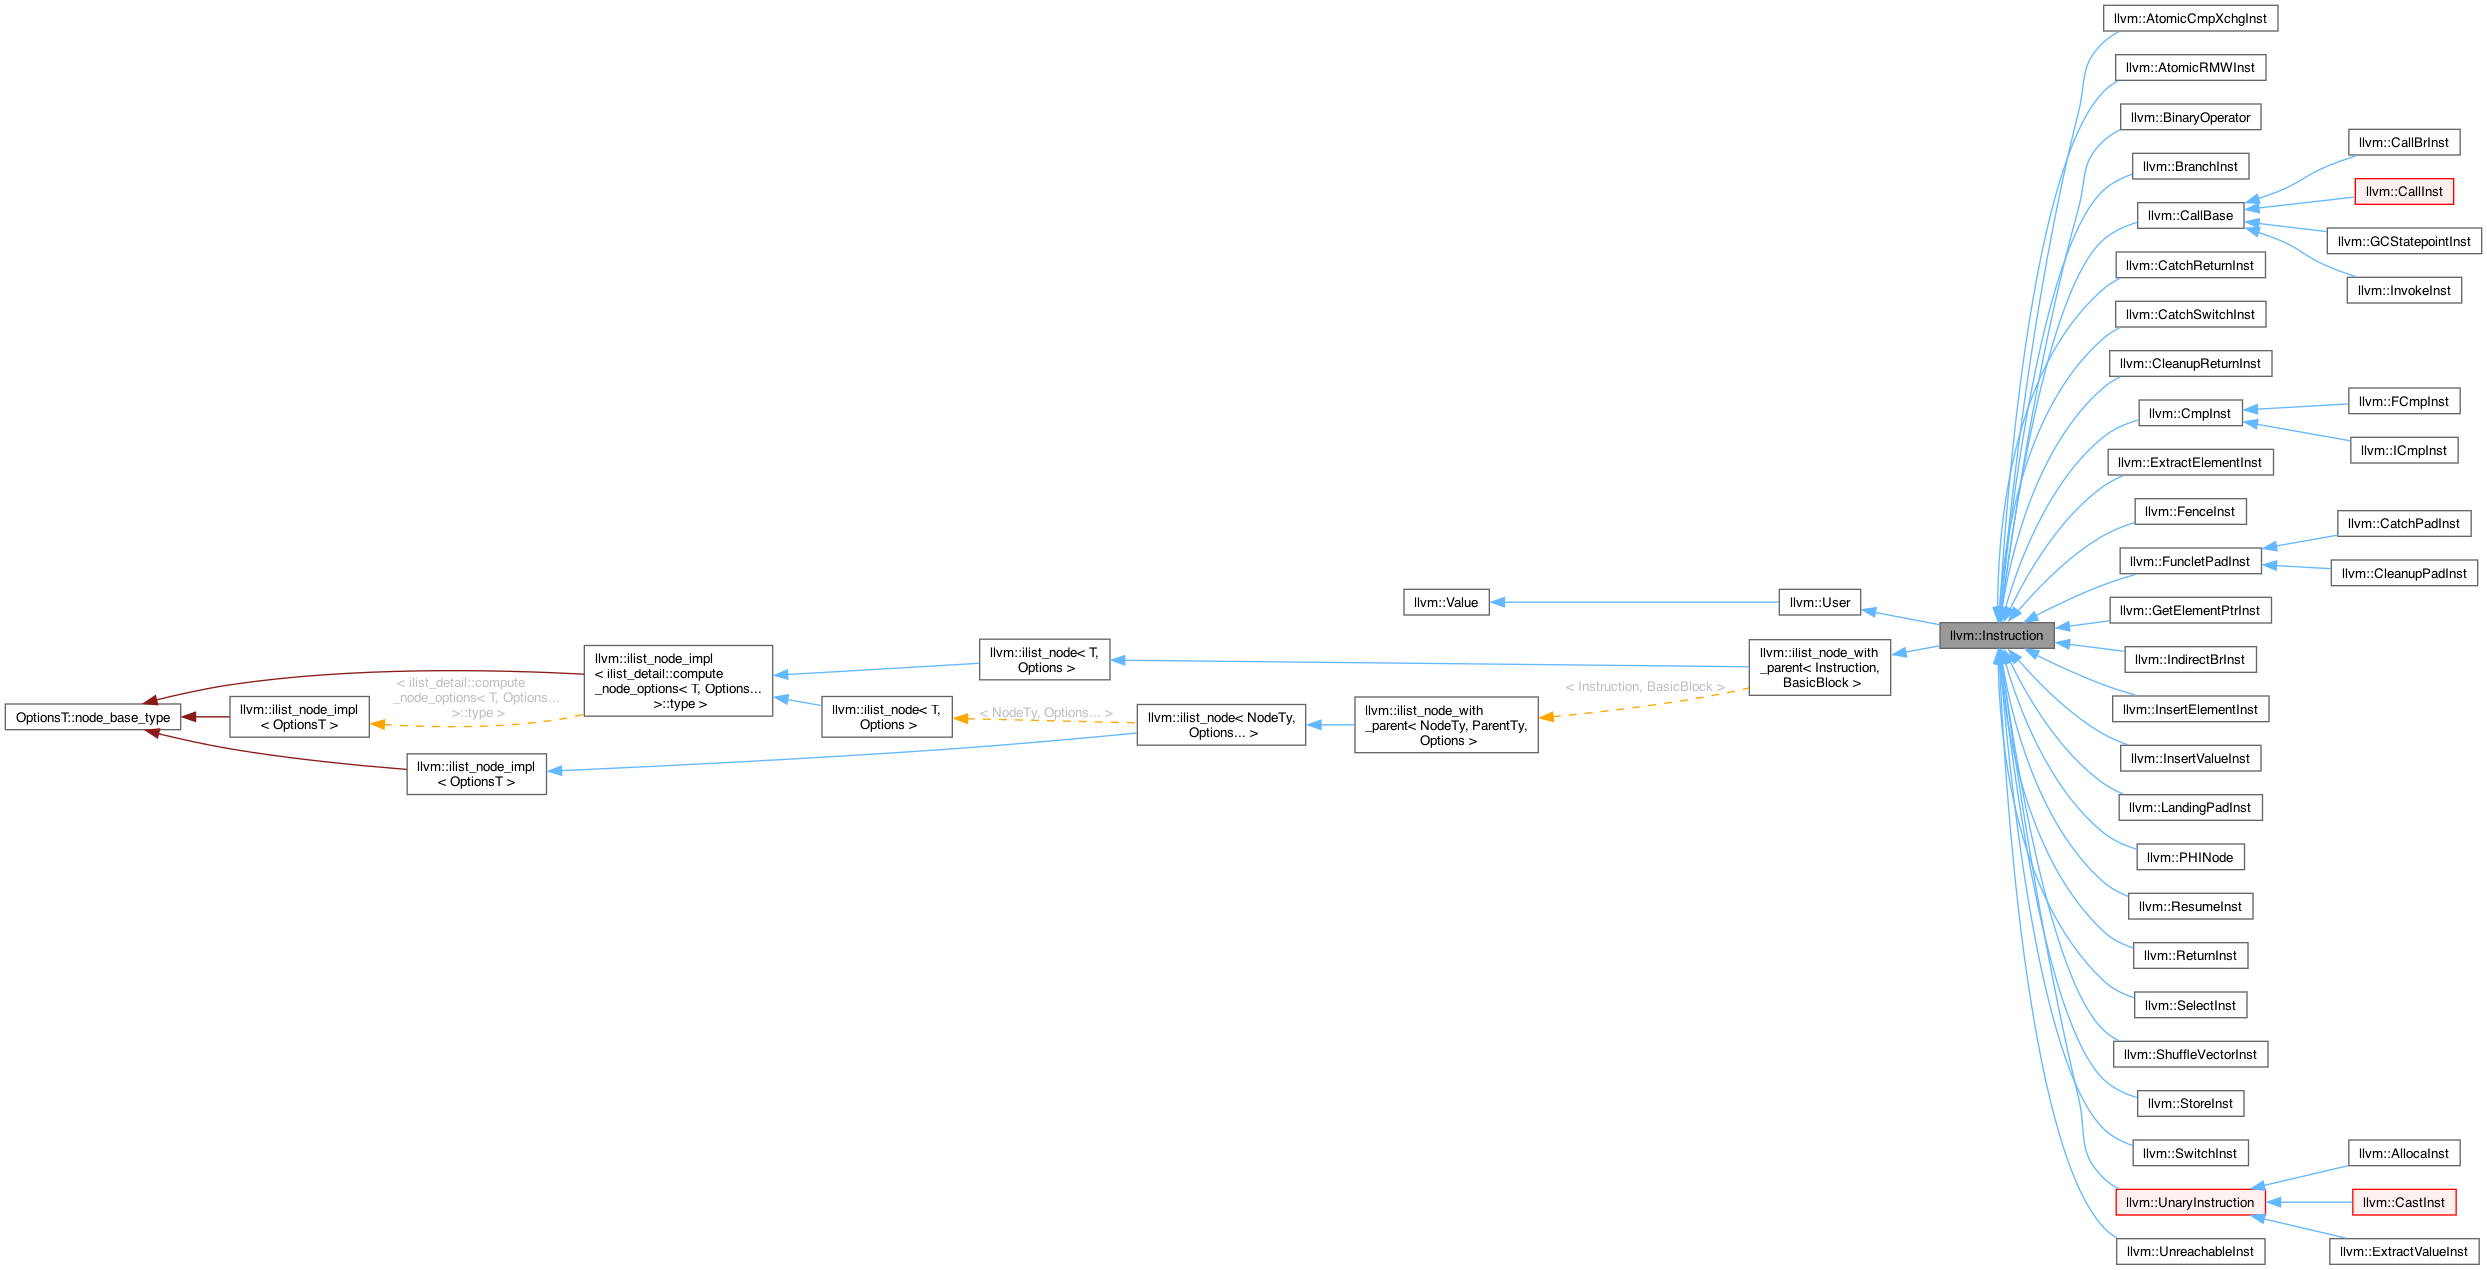 OptionsT::node_base_type
llvm::ilist_node_impl
< OptionsT >
< ilist_detail::compute
_node_options< T, Options...
>::type >
llvm::ilist_node_impl
< OptionsT >
llvm::ilist_node_impl
< ilist_detail::compute
_node_options< T, Options...
>::type >
llvm::ilist_node< T,
Options >
llvm::ilist_node< T,
Options >
< NodeTy, Options... >
llvm::ilist_node< NodeTy,
Options... >
llvm::Value
llvm::ilist_node_with
_parent< NodeTy, ParentTy,
Options >
< Instruction, BasicBlock >
llvm::User
llvm::ilist_node_with
_parent< Instruction,
BasicBlock >
llvm::Instruction
llvm::AtomicCmpXchgInst
llvm::AtomicRMWInst
llvm::BinaryOperator
llvm::BranchInst
llvm::CallBase
llvm::CatchReturnInst
llvm::CatchSwitchInst
llvm::CleanupReturnInst
llvm::CmpInst
llvm::ExtractElementInst
llvm::FenceInst
llvm::FuncletPadInst
llvm::GetElementPtrInst
llvm::IndirectBrInst
llvm::InsertElementInst
llvm::InsertValueInst
llvm::LandingPadInst
llvm::PHINode
llvm::ResumeInst
llvm::ReturnInst
llvm::SelectInst
llvm::ShuffleVectorInst
llvm::StoreInst
llvm::SwitchInst
llvm::UnaryInstruction
llvm::UnreachableInst
llvm::CallBrInst
llvm::CallInst
llvm::GCStatepointInst
llvm::InvokeInst
llvm::FCmpInst
llvm::ICmpInst
llvm::CatchPadInst
llvm::CleanupPadInst
llvm::AllocaInst
llvm::CastInst
llvm::ExtractValueInst